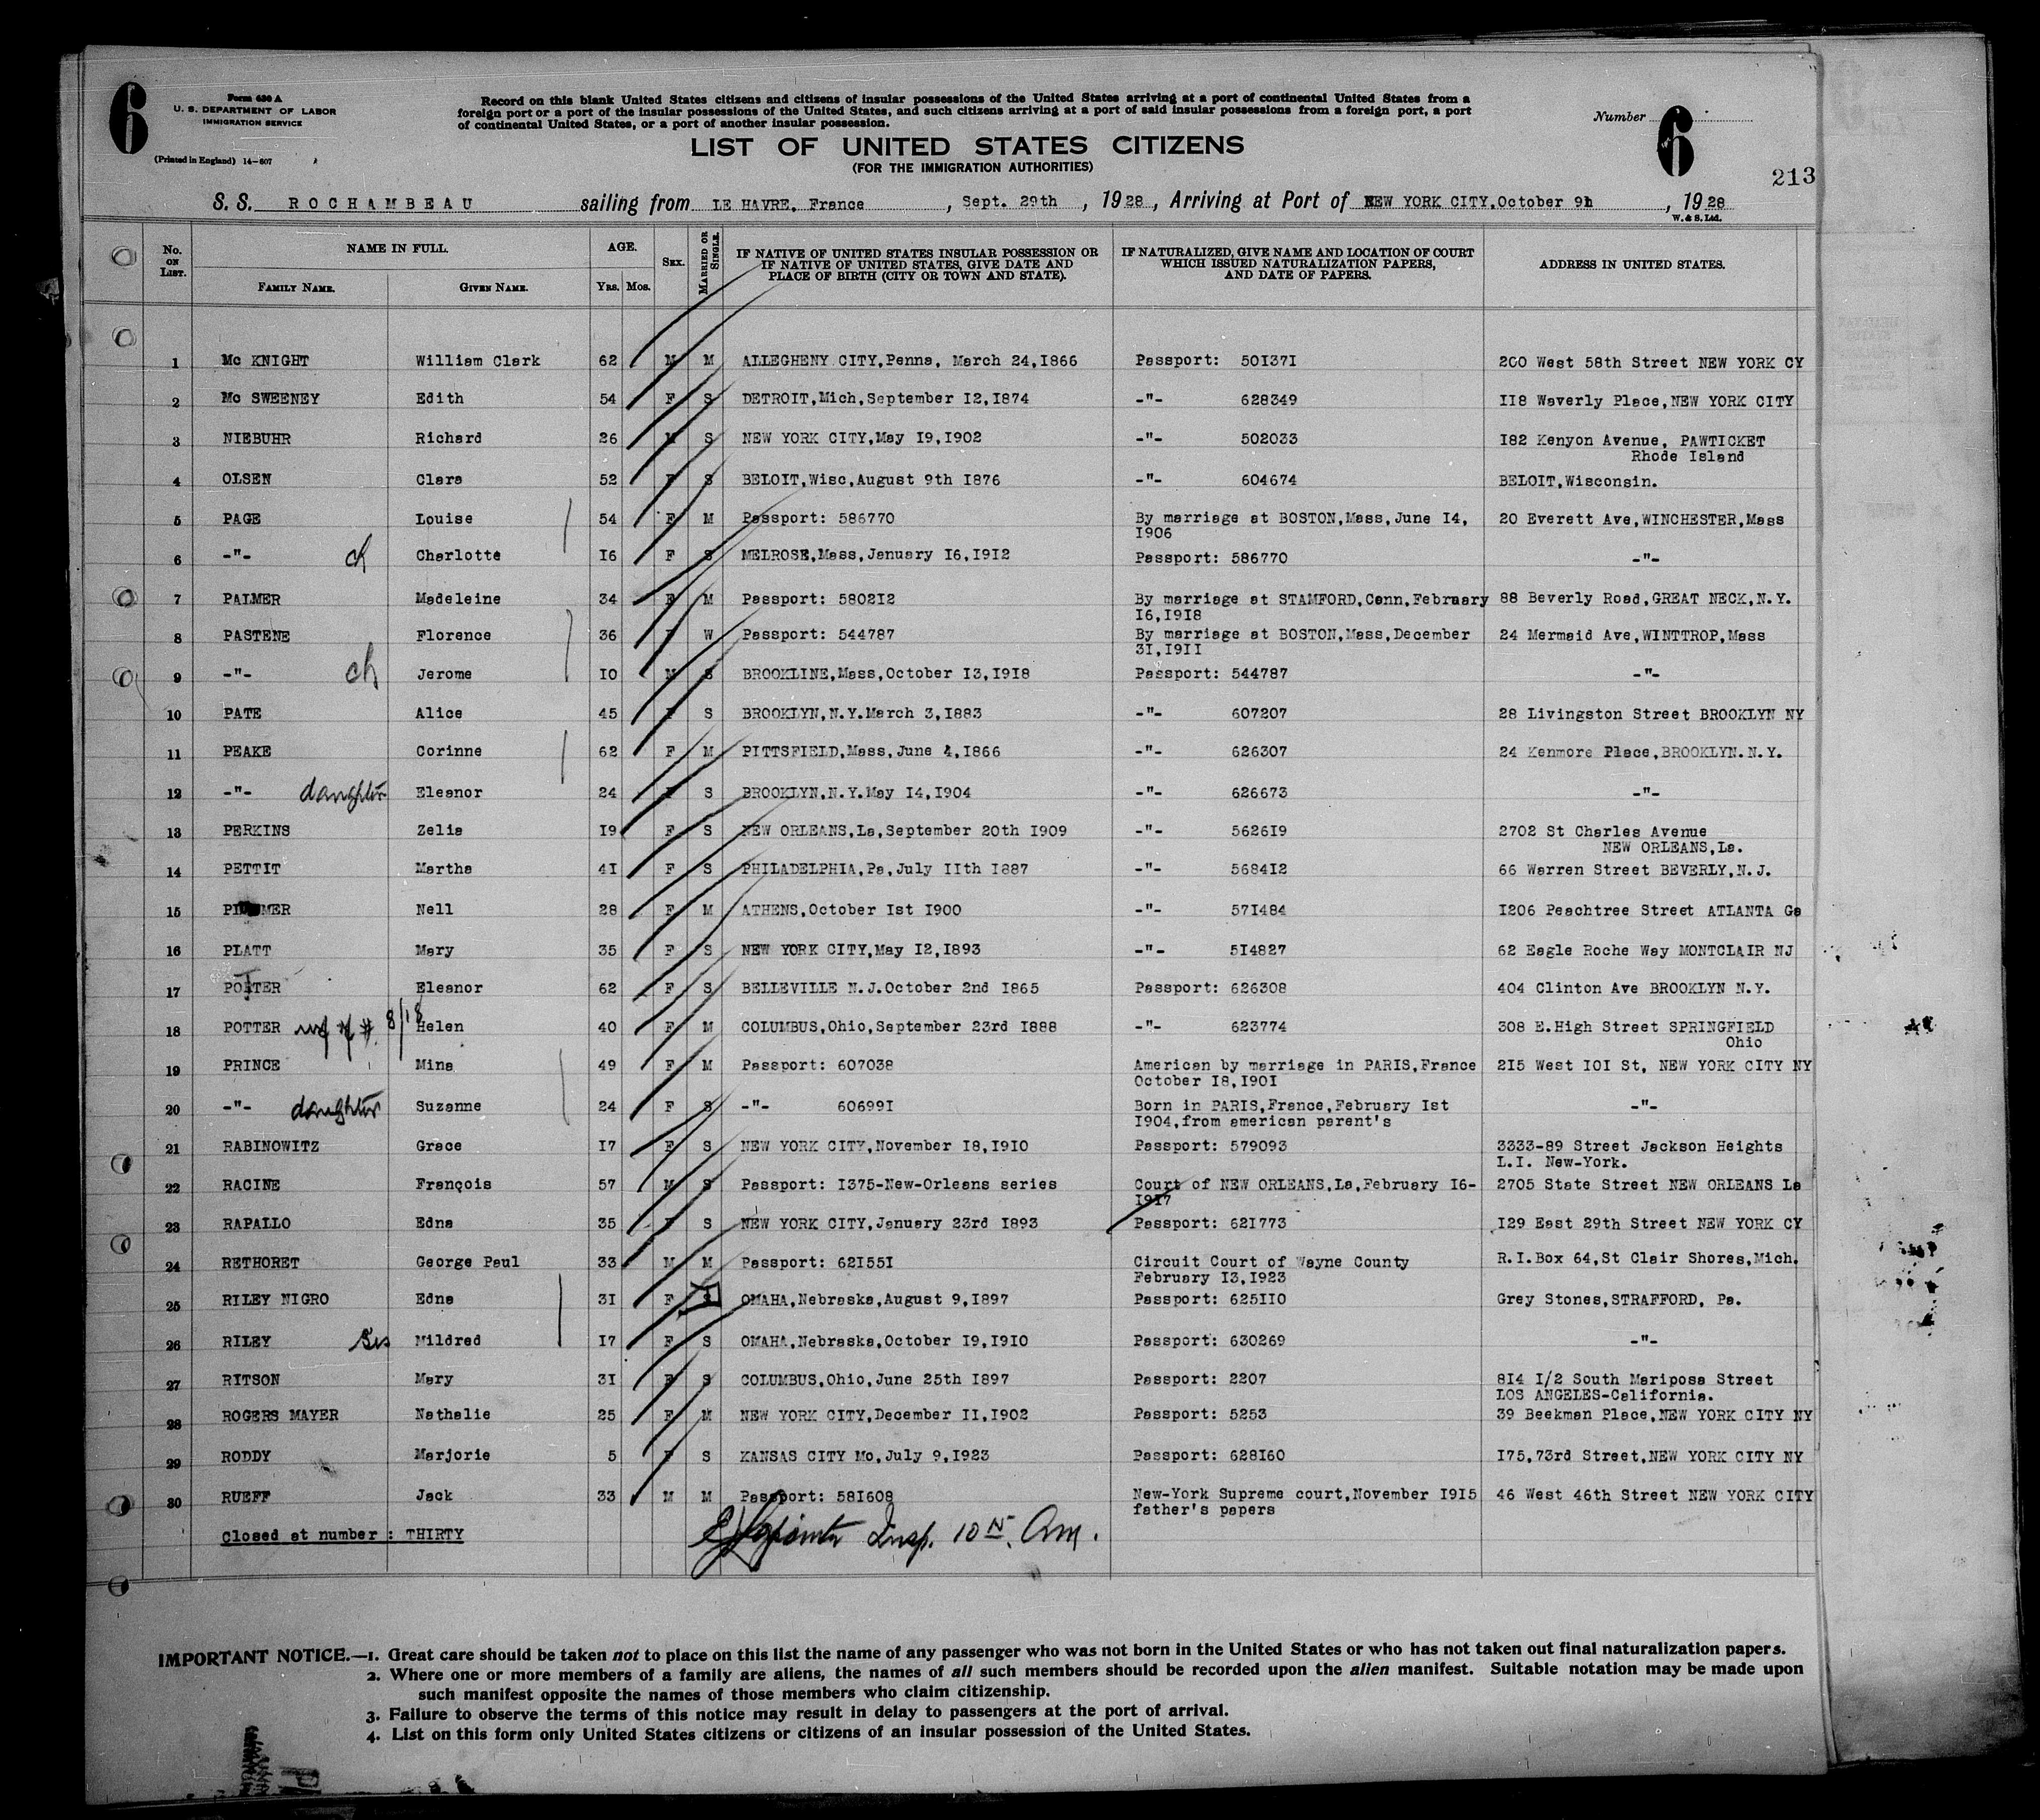 6
Form 630 A
U. S. DEPARTMENT OF LABOR
IMMIGRATION SERVICE
(Printed in England) 14-607
Record on this blank United States citizens and citizens of insular possessions of the United States arriving at a port of continental United States from a
foreign port or a port of the insular possessions of the United States, and such citizens arriving at a port of said insular possessions from a foreign port, a port
of continental United States, or a port of another insular possession.
Number 6
LIST OF UNITED STATES CITIZENS
(FOR THE IMMIGRATION AUTHORITIES)
213
S. S. ROCHAMBEAU sailing from LE HAVRE, France, Sept. 29th, 1928, Arriving at Port of NEW YORK CITY, October 9h, 1928
W. & S. Ltd.
No. ON LIST. NAME IN FULL. AGE. SEX. MARRIED OR SINGLE. IF NATIVE OF UNITED STATES INSULAR POSSESSION OR IF NATIVE OF UNITED STATES, GIVE DATE AND PLACE OF BIRTH (CITY OR TOWN AND STATE). IF NATURALIZED, GIVE NAME AND LOCATION OF COURT WHICH ISSUED NATURALIZATION PAPERS, AND DATE OF PAPERS. ADDRESS IN UNITED STATES.
FAMILY NAME. GIVEN NAME. YRS. MOS.
1 Mc KNIGHT William Clark 62 M M ALLEGHENY CITY, Penna, March 24, 1866 Passport: 501371 200 West 58th Street NEW YORK CY
2 Mc SWEENEY Edith 54 F S DETROIT, Mich, September 12, 1874 -"- 628349 118 Waverly Place, NEW YORK CITY
3 NIEBUHR Richard 26 M S NEW YORK CITY, May 19, 1902 -"- 502033 182 Kenyon Avenue, PAWTICKET
Rhode Island
4 OLSEN Clara 52 F S BELOIT, Wisc, August 9th 1876 -"- 604674 BELOIT, Wisconsin.
5 PAGE Louise 54 F M Passport: 586770 By marriage at BOSTON, Mass, June 14, 20 Everett Ave, WINCHESTER, Mass
1906
6 -"- ch Charlotte 16 F S MELROSE, Mass, January 16, 1912 Passport: 586770 -"-
7 PALMER Madeleine 34 F M Passport: 580212 By marriage at STAMFORD, Conn, February 88 Beverly Road, GREAT NECK, N.Y.
16, 1918
8 PASTENE Florence 36 F W Passport: 544787 By marriage at BOSTON, Mass, December 24 Mermaid Ave, WINTTROP, Mass
31, 1911
9 -"- ch Jerome 10 M S BROOKLINE, Mass, October 13, 1918 Passport: 544787 -"-
10 PATE Alice 45 F S BROOKLYN, N.Y. March 3, 1883 -"- 607207 28 Livingston Street BROOKLYN NY
11 PEAKE Corinne 62 F M PITTSFIELD, Mass, June 4, 1866 -"- 626307 24 Kenmore Place, BROOKLYN. N.Y.
12 -"- daughter Eleanor 24 F S BROOKLYN, N.Y. May 14, 1904 -"- 626673 -"-
13 PERKINS Zelia 19 F S NEW ORLEANS, La, September 20th 1909 -"- 562619 2702 St Charles Avenue
NEW ORLEANS, La.
14 PETTIT Martha 41 F S PHILADELPHIA, Pa, July 11th 1887 -"- 568412 66 Warren Street BEVERLY, N.J.
15 Nell 28 F M ATHENS, October 1st 1900 -"- 571484 1206 Peachtree Street ATLANTA Ga
16 PLATT Mary 35 F S NEW YORK CITY, May 12, 1893 -"- 514827 62 Eagle Roche Way MONTCLAIR NJ
17 POTTER Eleanor 62 F S BELLEVILLE N.J. October 2nd 1865 Passport: 626308 404 Clinton Ave BROOKLYN N.Y.
18 POTTER wf of # 8/18 Helen 40 F M COLUMBUS, Ohio, September 23rd 1888 -"- 623774 308 E. High Street SPRINGFIELD
Ohio
19 PRINCE Mina 49 F M Passport: 607038 American by marriage in PARIS, France 215 West 101 St, NEW YORK CITY NY
October 18, 1901
20 -"- daughter Suzanne 24 F S -"- 606991 Born in PARIS, France, February 1st -"-
1904, from american parent's
21 RABINOWITZ Grace 17 F S NEW YORK CITY, November 18, 1910 Passport: 579093 3333-89 Street Jackson Heights
L.I. New-York.
22 RACINE François 57 M S Passport: 1375-New-Orleans series Court of NEW ORLEANS, La, February 16- 2705 State Street NEW ORLEANS La
1917
23 RAPALLO Edna 35 F S NEW YORK CITY, January 23rd 1893 Passport: 621773 129 East 29th Street NEW YORK CY
24 RETHORET George Paul 33 M M Passport: 621551 Circuit Court of Wayne County R.I. Box 64, St Clair Shores, Mich.
February 13, 1923
25 RILEY NIGRO Edna 31 F OMAHA, Nebraska, August 9, 1897 Passport: 625110 Grey Stones, STRAFFORD, Pa.
26 RILEY Sis Mildred 17 F S OMAHA, Nebraska, October 19, 1910 Passport: 630269 -"-
27 RITSON Mary 31 F S COLUMBUS, Ohio, June 25th 1897 Passport: 2207 814 1/2 South Mariposa Street
LOS ANGELES-California.
28 ROGERS MAYER Nathalie 25 F M NEW YORK CITY, December 11, 1902 Passport: 5253 39 Beekman Place, NEW YORK CITY NY
29 RODDY Marjorie 5 F S KANSAS CITY Mo, July 9, 1923 Passport: 628160 175, 73rd Street, NEW YORK CITY NY
30 RUEFF Jack 33 M M Passport: 581608 New-York Supreme court, November 1915 46 West 46th Street NEW YORK CITY
father's papers
Closed at number : THIRTY
Insp. 10 Am.
IMPORTANT NOTICE.—1. Great care should be taken not to place on this list the name of any passenger who was not born in the United States or who has not taken out final naturalization papers.
2. Where one or more members of a family are aliens, the names of all such members should be recorded upon the alien manifest. Suitable notation may be made upon
such manifest opposite the names of those members who claim citizenship.
3. Failure to observe the terms of this notice may result in delay to passengers at the port of arrival.
4. List on this form only United States citizens or citizens of an insular possession of the United States.